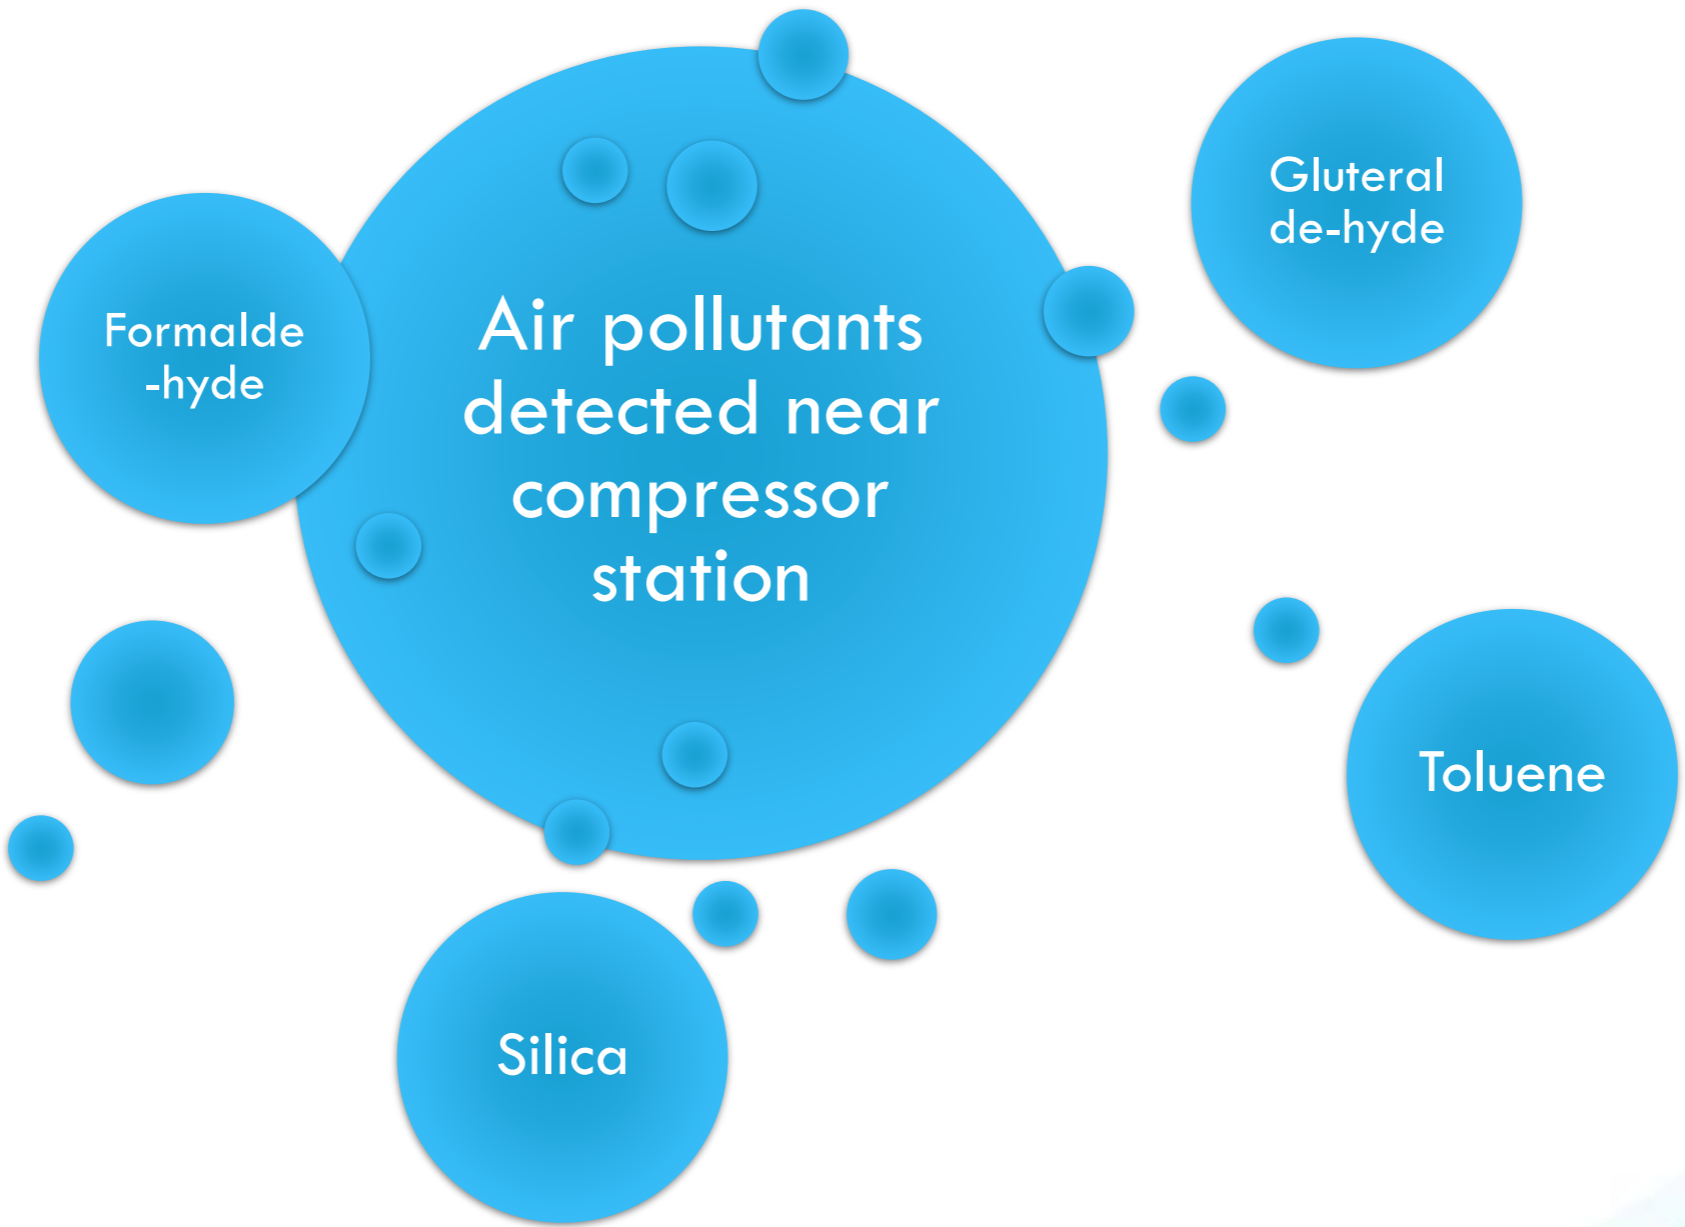 Air pollutants
detected near
compressor
station
Formalde
-hyde
Gluteral
de-hyde
Toluene
Silica